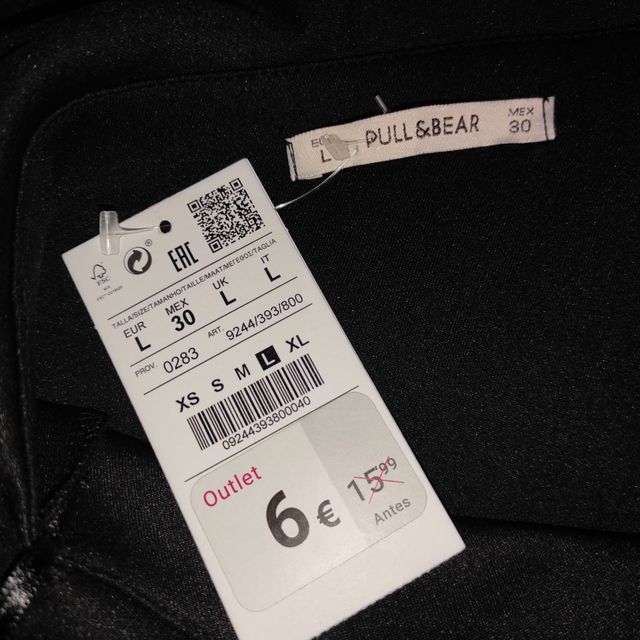 PULL&BEAR
MEX
30
L
FSC
EAC
TALLA/SIZE/TAMANHO/TAILLE/MAAT/ΜΕΓΕΘΟΣ/TAGLIA
EUR MEX UK IT
L 30 L L
PROV. 0283 ART. 9244/393/800
XS S M L XL
09244393800040
Outlet
6 € 15,99
Antes